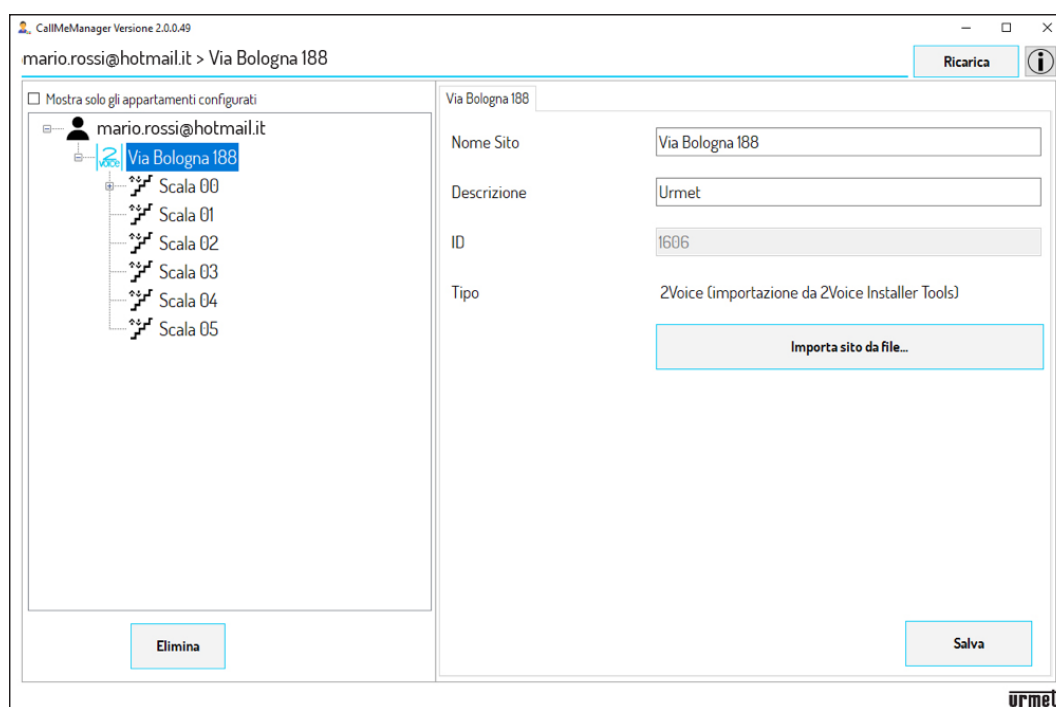 CallMeManager Versione 2.0.0.49
mario.rossi@hotmail.it > Via Bologna 188
Ricarica
i
Mostra solo gli appartamenti configurati
mario.rossi@hotmail.it
2 VOICE Via Bologna 188
Scala 00
Scala 01
Scala 02
Scala 03
Scala 04
Scala 05
Elimina
Via Bologna 188
Nome Sito Via Bologna 188
Descrizione Urmet
ID 1606
Tipo 2Voice (importazione da 2Voice Installer Tools)
Importa sito da file...
Salva
urmet